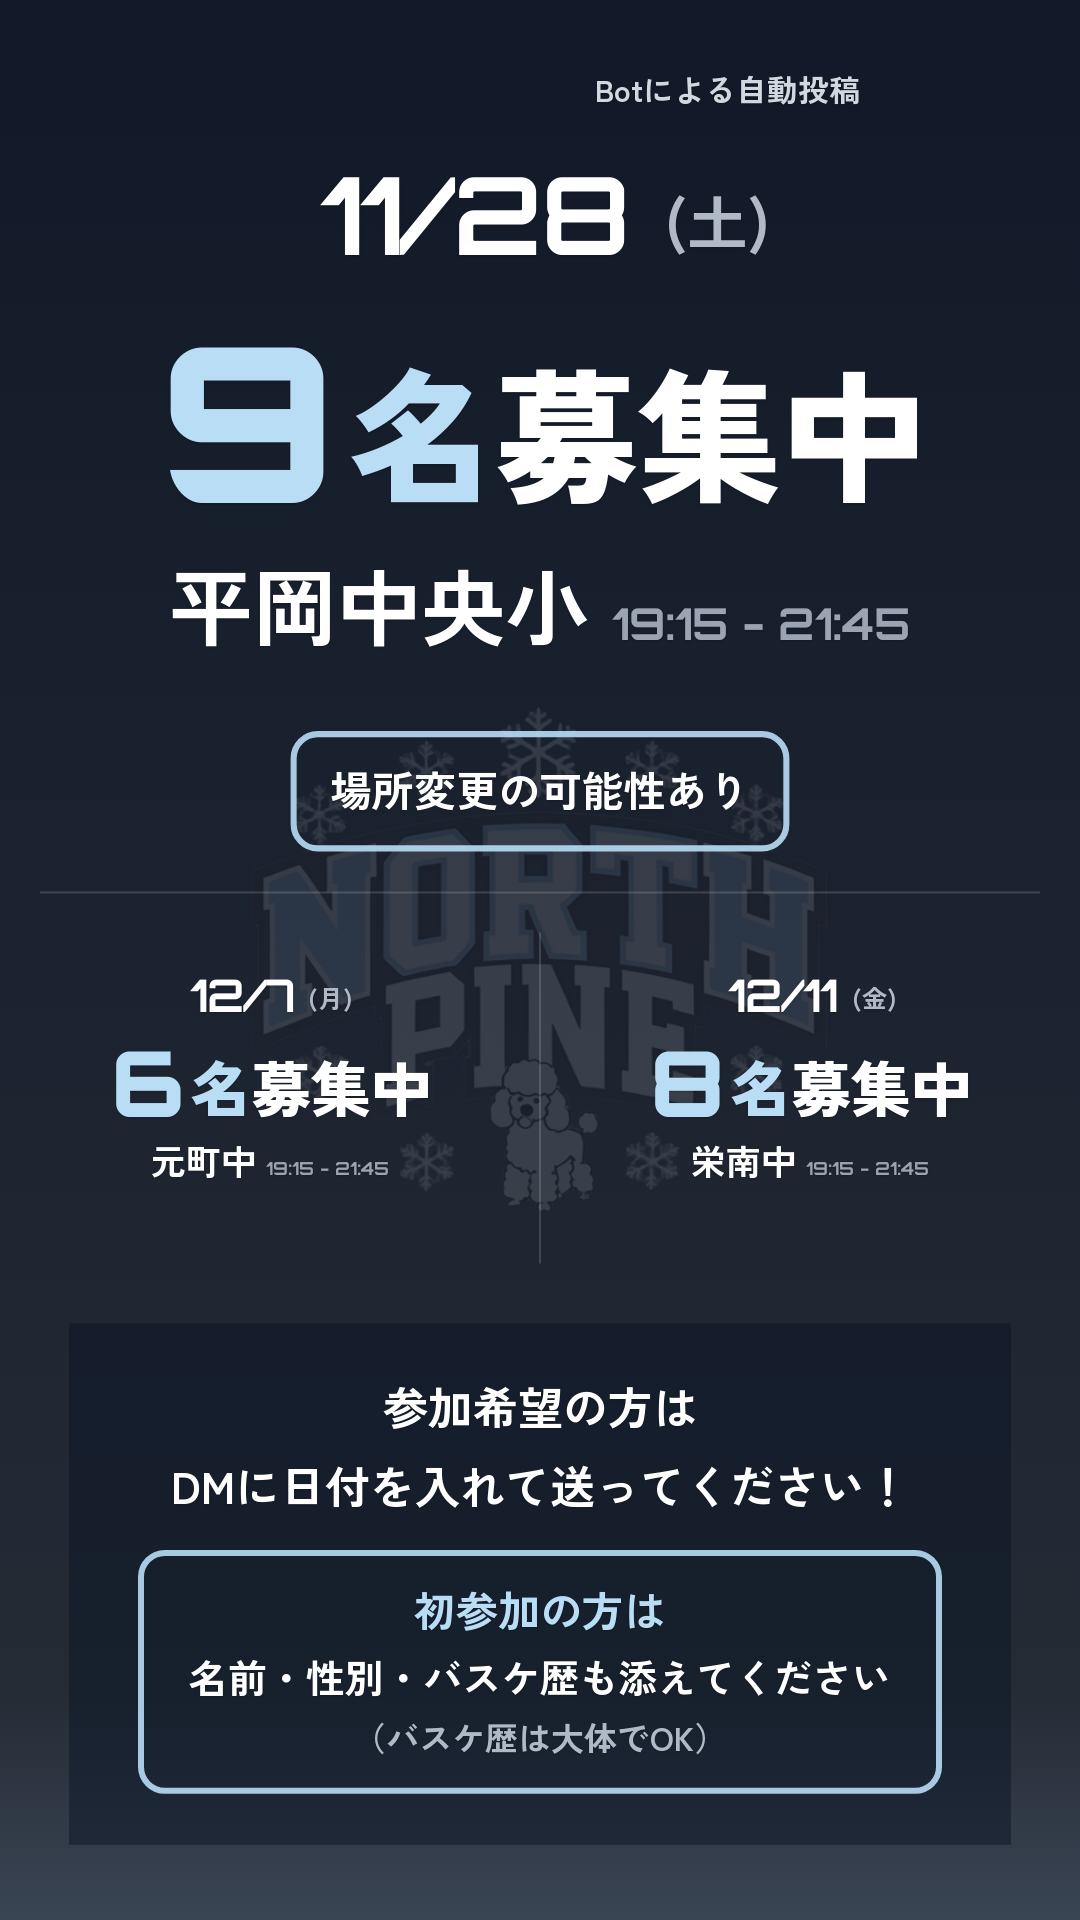 Botによる自動投稿
11/28 (土)
9名募集中
平岡中央小 19:15 - 21:45
場所変更の可能性あり
NORTH
PINE
12/7 (月)
6名募集中
元町中 19:15 - 21:45
12/11 (金)
8名募集中
栄南中 19:15 - 21:45
参加希望の方は
DMに日付を入れて送ってください！
初参加の方は
名前・性別・バスケ歴も添えてください
（バスケ歴は大体でOK）